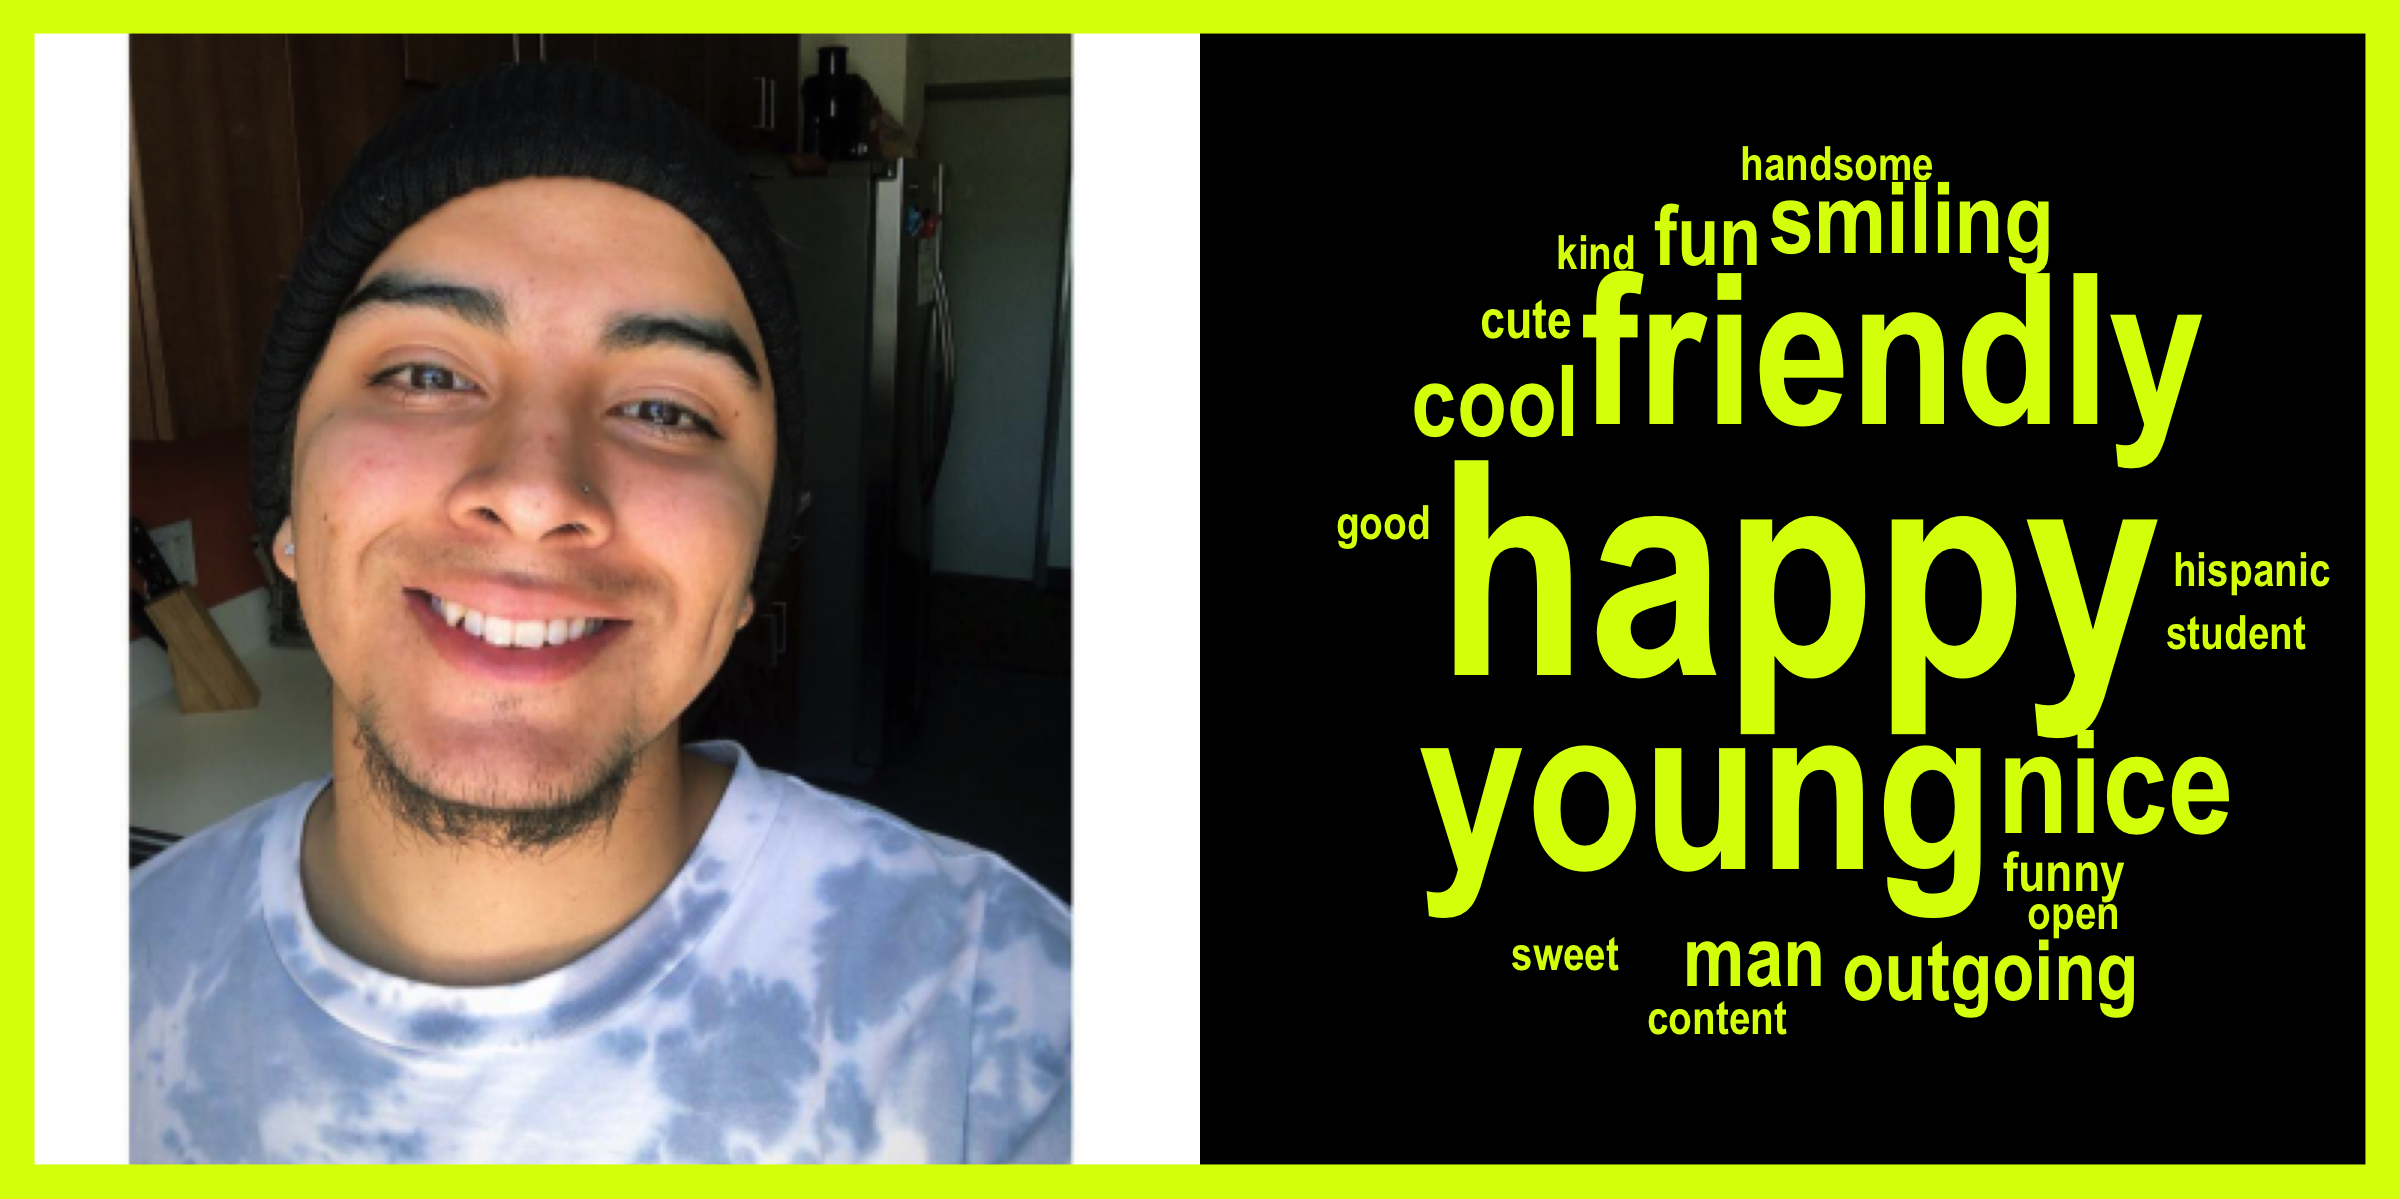 handsome
kind fun smiling
cute friendly
cool
good happy hispanic
student
young nice
funny
open
sweet man outgoing
content